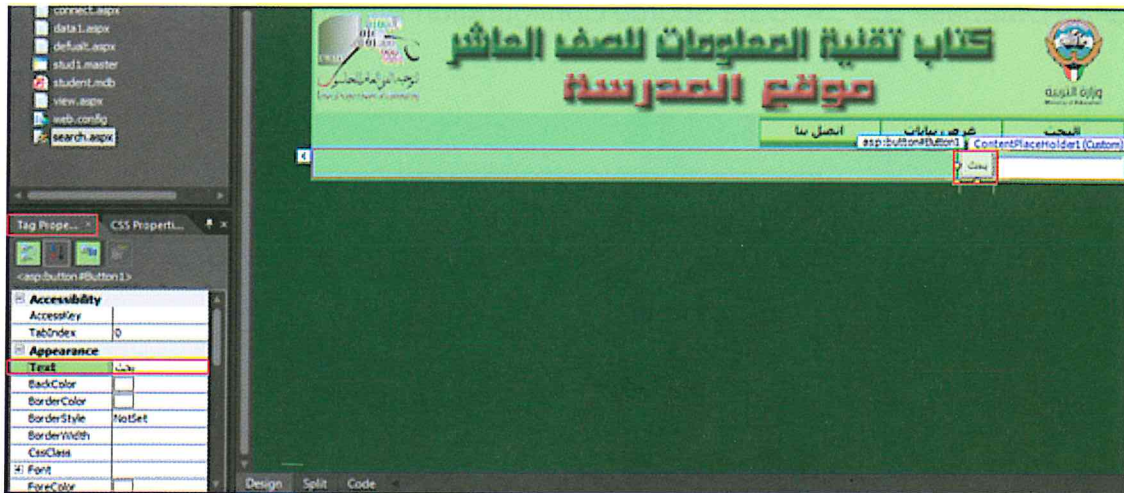 connect.aspx
data1.aspx
defualt.aspx
stud1.master
student.mdb
view.aspx
web.config
search.aspx
كتاب تقنية المعلومات للصف العاشر
موقع المدرسة
وزارة التربية
البحث
عرض بيانات
اتصل بنا
asp:button#Button1
ContentPlaceHolder1 (Custom)
بحث
Tag Prope...
CSS Properti...
<asp:button#Button1>
Accessibility
AccessKey
TabIndex 0
Appearance
Text بحث
BackColor
BorderColor
BorderStyle NotSet
BorderWidth
CssClass
Font
ForeColor
Design Split Code